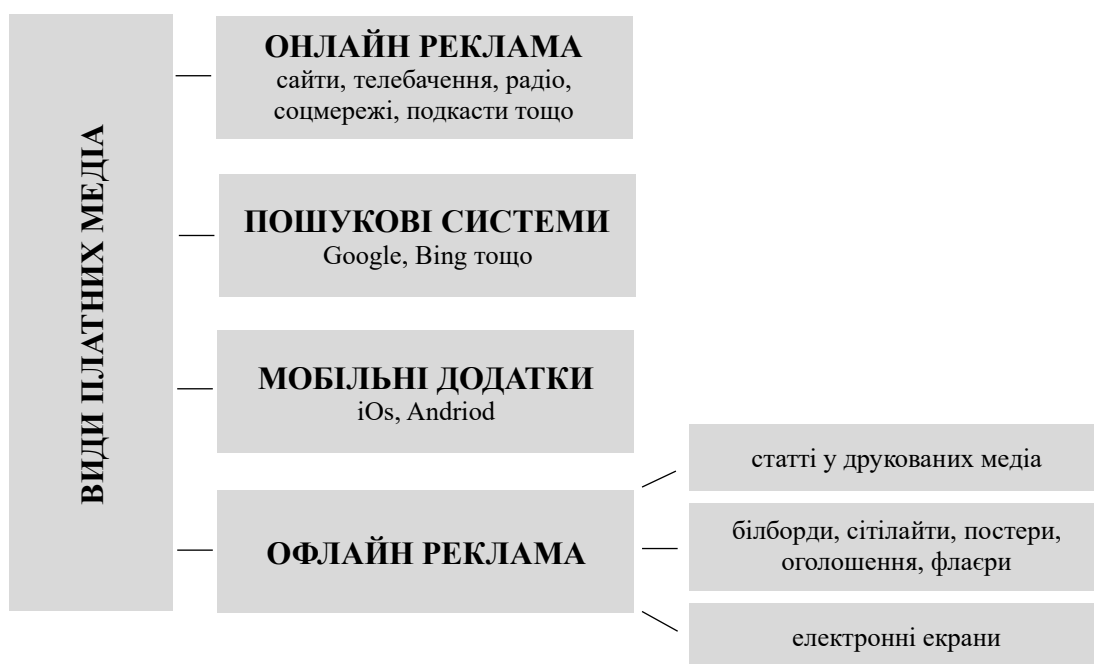 ВИДИ ПЛАТНИХ МЕДІА
ОНЛАЙН РЕКЛАМА
сайти, телебачення, радіо,
соцмережі, подкасти тощо
ПОШУКОВІ СИСТЕМИ
Google, Bing тощо
МОБІЛЬНІ ДОДАТКИ
iOs, Andriod
ОФЛАЙН РЕКЛАМА
статті у друкованих медіа
білборди, сітілайти, постери,
оголошення, флаєри
електронні екрани